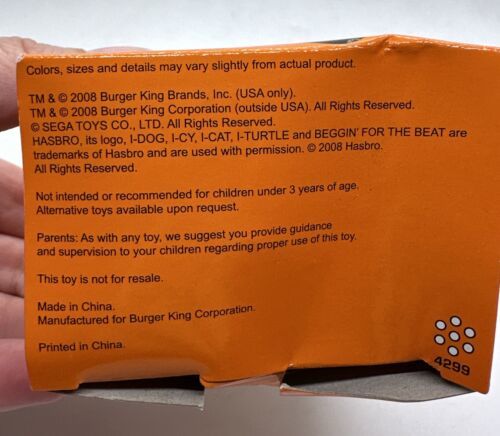 Colors, sizes and details may vary slightly from actual product.
TM & © 2008 Burger King Brands, Inc. (USA only).
TM & © 2008 Burger King Corporation (outside USA). All Rights Reserved.
© SEGA TOYS CO., LTD. All Rights Reserved.
HASBRO, its logo, I-DOG, I-CY, I-CAT, I-TURTLE and BEGGIN' FOR THE BEAT are
trademarks of Hasbro and are used with permission. © 2008 Hasbro.
All Rights Reserved.
Not intended or recommended for children under 3 years of age.
Alternative toys available upon request.
Parents: As with any toy, we suggest you provide guidance
and supervision to your children regarding proper use of this toy.
This toy is not for resale.
Made in China.
Manufactured for Burger King Corporation.
Printed in China.
4299